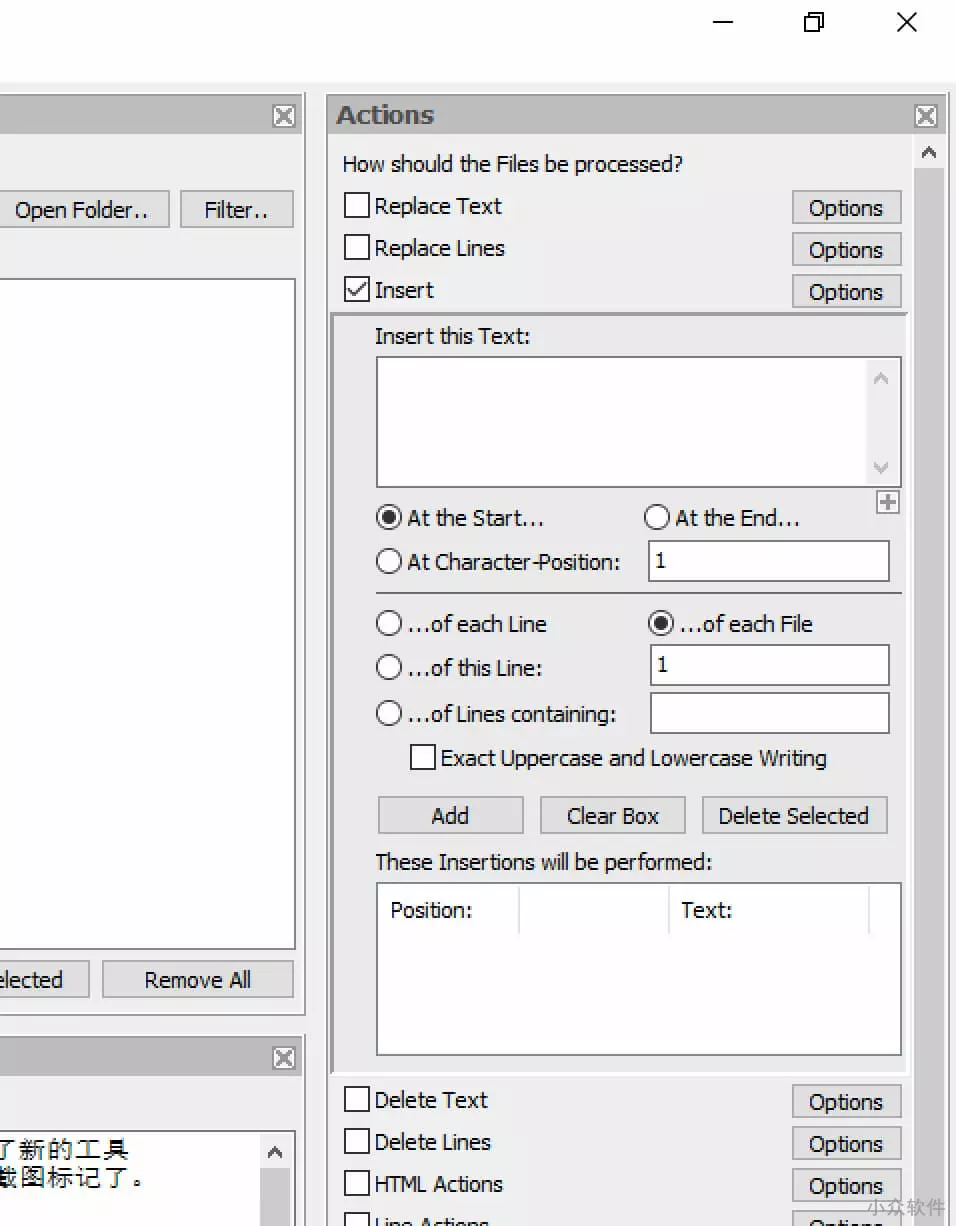 Actions
How should the Files be processed?
Open Folder..
Filter..
Replace Text
Options
Replace Lines
Options
Insert
Options
Insert this Text:
At the Start...
At the End...
At Character-Position:
1
...of each Line
...of each File
...of this Line:
1
...of Lines containing:
Exact Uppercase and Lowercase Writing
Add
Clear Box
Delete Selected
These Insertions will be performed:
Position:
Text:
Remove All
Delete Text
Options
Delete Lines
Options
HTML Actions
Options
Line Actions
Options
了新的工具
图标记了。
小众软件